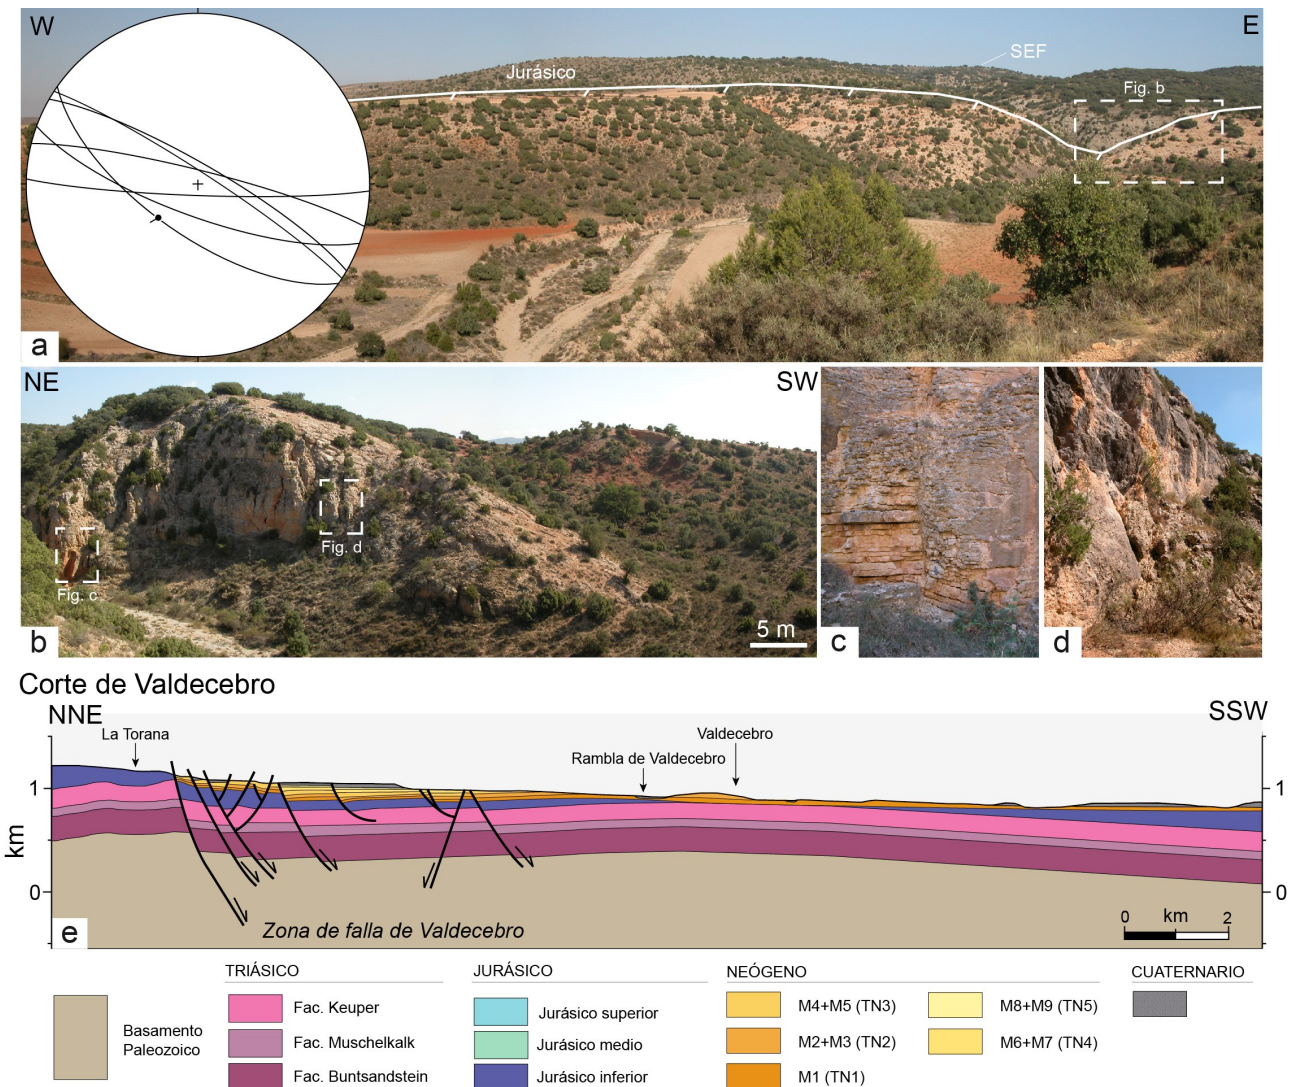 W
E
SEF
Jurásico
Fig. b
a
NE
SW
Fig. d
Fig. c
5 m
b
c
d
Corte de Valdecebro
NNE
SSW
La Torana
Valdecebro
Rambla de Valdecebro
1
1
km
0
0
0 km 2
Zona de falla de Valdecebro
e
TRIÁSICO
JURÁSICO
NEÓGENO
CUATERNARIO
Basamento
Paleozoico
Fac. Keuper
Fac. Muschelkalk
Fac. Buntsandstein
Jurásico superior
Jurásico medio
Jurásico inferior
M4+M5 (TN3)
M2+M3 (TN2)
M1 (TN1)
M8+M9 (TN5)
M6+M7 (TN4)